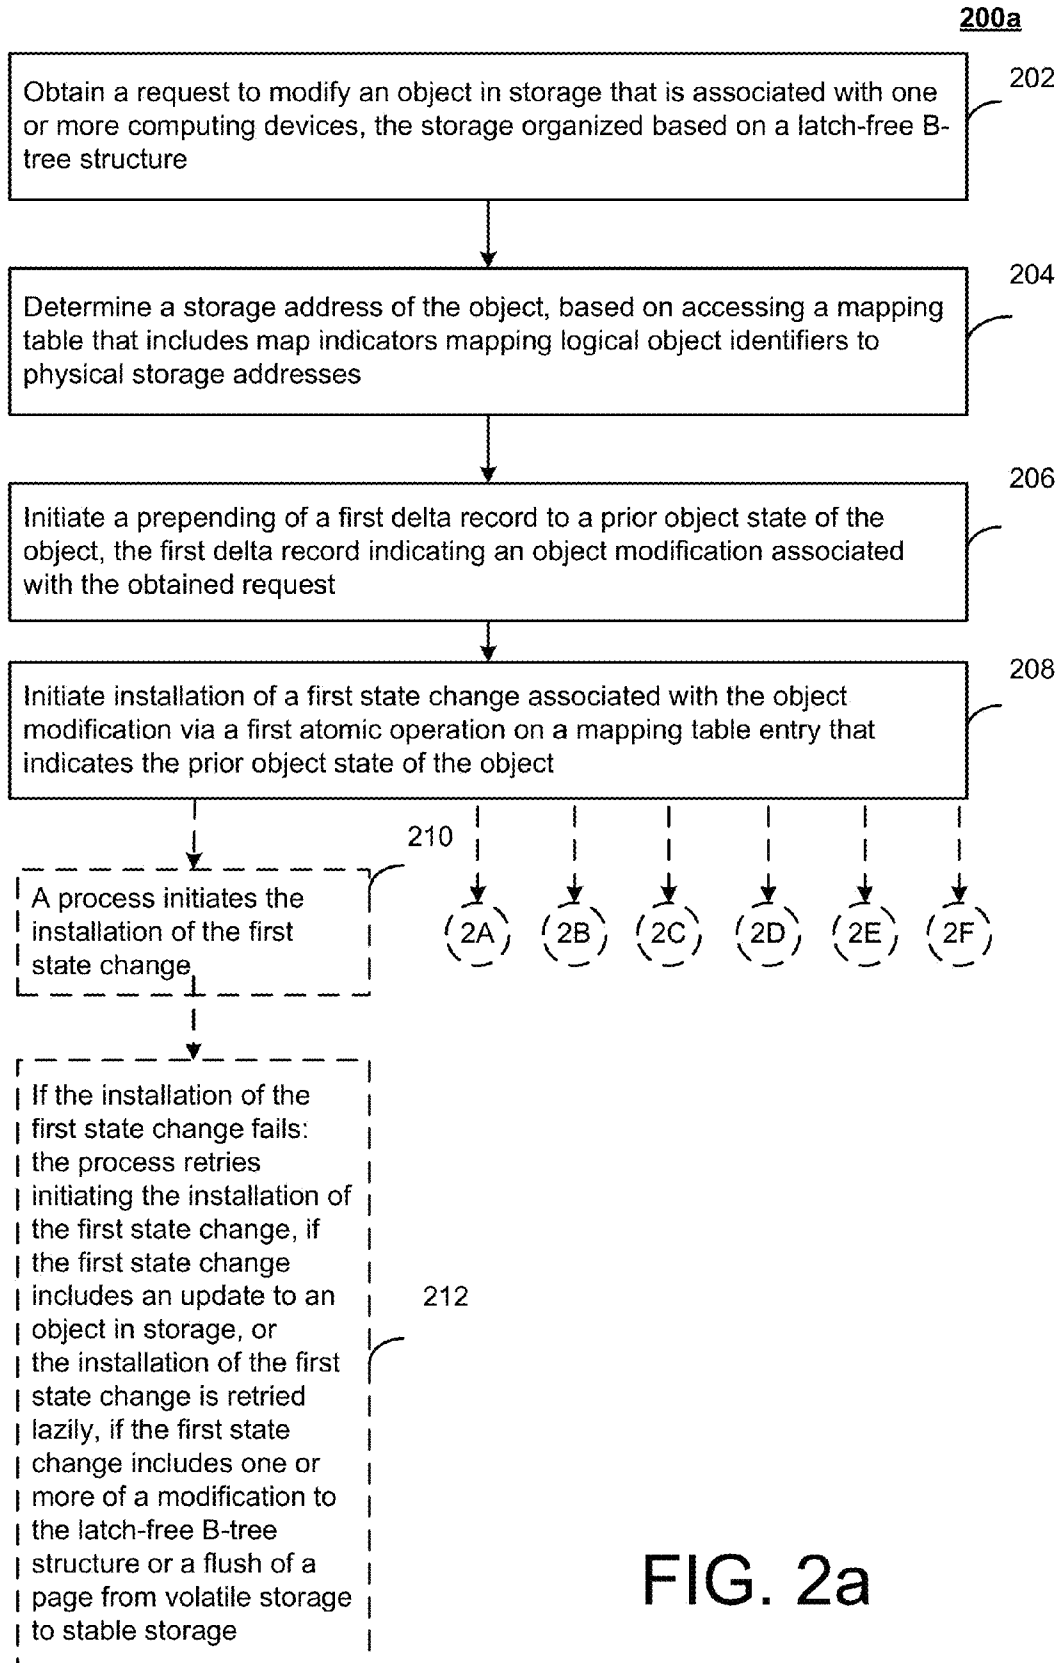 200a
202
Obtain a request to modify an object in storage that is associated with one
or more computing devices, the storage organized based on a latch-free B-
tree structure
204
Determine a storage address of the object, based on accessing a mapping
table that includes map indicators mapping logical object identifiers to
physical storage addresses
206
Initiate a prepending of a first delta record to a prior object state of the
object, the first delta record indicating an object modification associated
with the obtained request
208
Initiate installation of a first state change associated with the object
modification via a first atomic operation on a mapping table entry that
indicates the prior object state of the object
210
A process initiates the
installation of the first
state change
2A 2B 2C 2D 2E 2F
If the installation of the
first state change fails:
the process retries
initiating the installation of
the first state change, if
the first state change
includes an update to an
object in storage, or
the installation of the first
state change is retried
lazily, if the first state
change includes one or
more of a modification to
the latch-free B-tree
structure or a flush of a
page from volatile storage
to stable storage
212
FIG. 2a